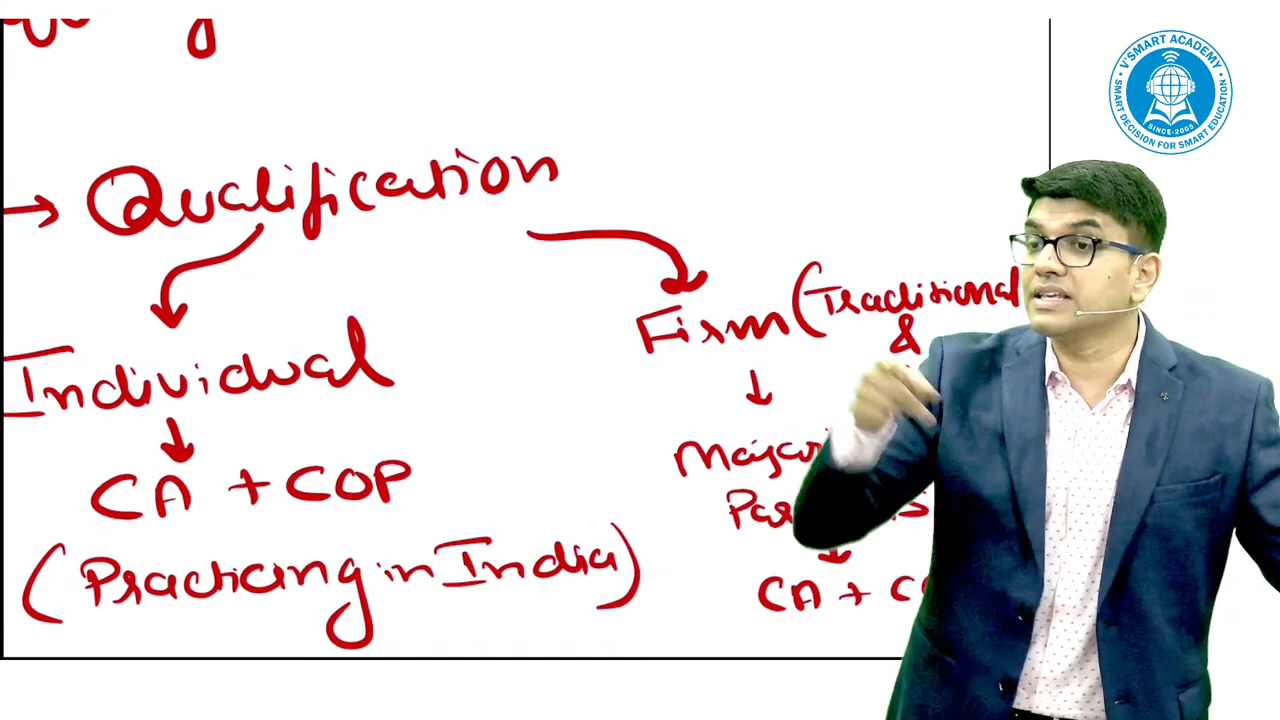 V'SMART ACADEMY
SMART DECISION FOR SMART EDUCATION
SINCE-2005
→ Qualification
Individual
Firm (Traditional
&
↓
CA + COP
(Practicing in India)
CA +